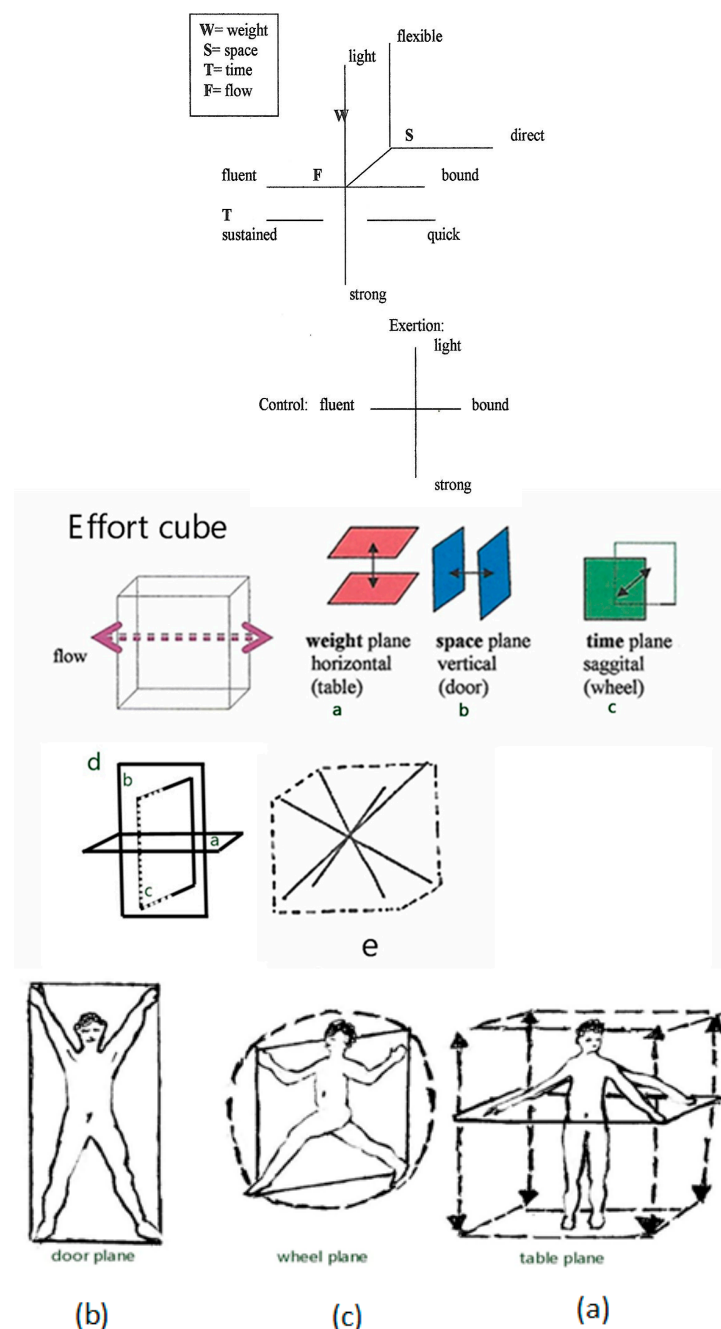 W= weight
S= space
T= time
F= flow
flexible
light
W
S
direct
fluent
F
bound
T
sustained
quick
strong
Exertion:
light
Control: fluent
bound
strong
Effort cube
flow
weight plane
horizontal
(table)
a
space plane
vertical
(door)
b
time plane
saggital
(wheel)
c
d
b
a
c
e
door plane
wheel plane
table plane
(b)
(c)
(a)